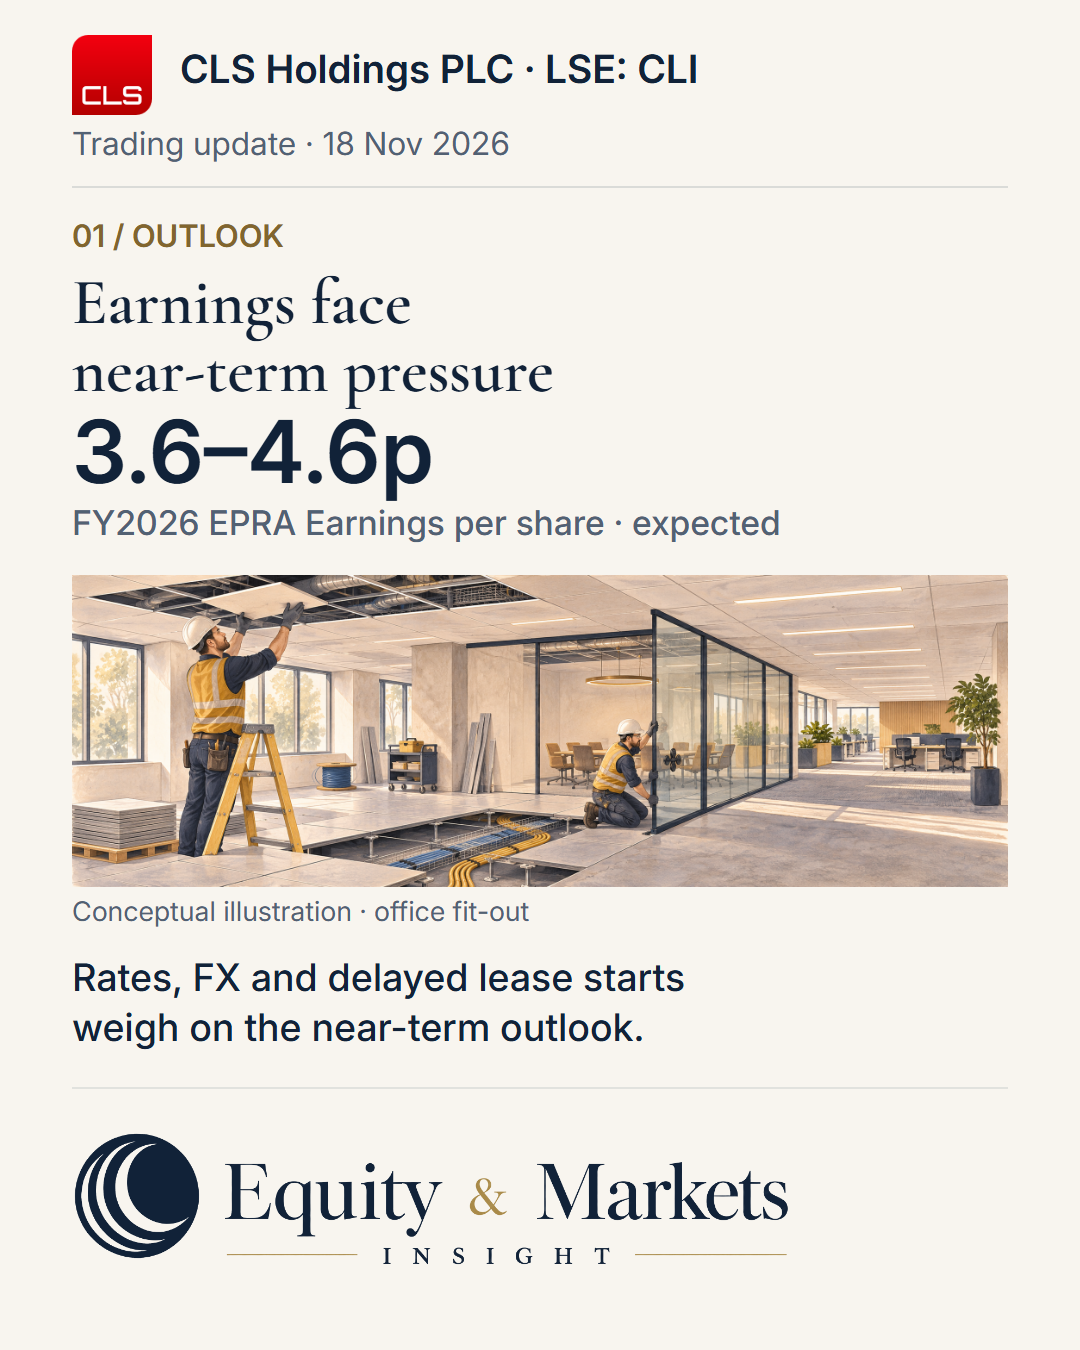 CLS
CLS Holdings PLC · LSE: CLI
Trading update · 18 Nov 2026
01 / OUTLOOK
Earnings face
near-term pressure
3.6–4.6p
FY2026 EPRA Earnings per share · expected
Conceptual illustration · office fit-out
Rates, FX and delayed lease starts
weigh on the near-term outlook.
Equity & Markets
INSIGHT